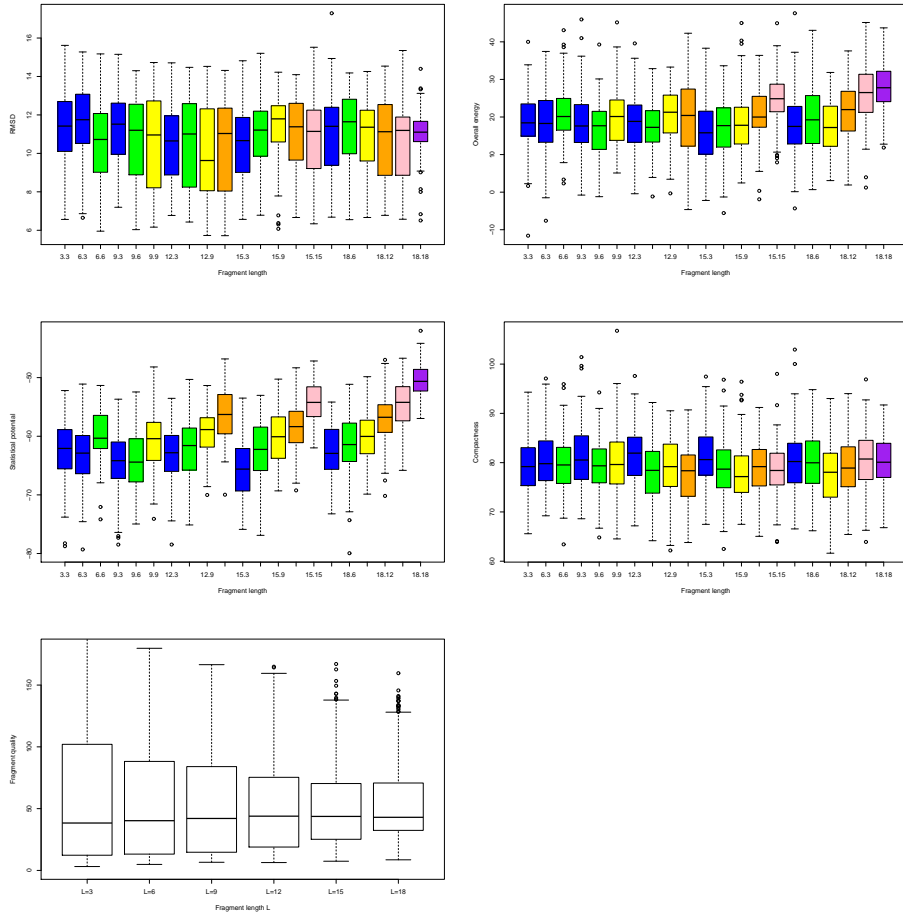 16
14
12
10
8
6
RMSD
3.3 6.3 6.6 9.3 9.6 9.9 12.3 12.9 15.3 15.9 15.15 18.6 18.12 18.18
Fragment length
40
30
20
10
0
-10
Overall energy
3.3 6.3 6.6 9.3 9.6 9.9 12.3 12.9 15.3 15.9 15.15 18.6 18.12 18.18
Fragment length
-60
-70
-80
Statistical potential
3.3 6.3 6.6 9.3 9.6 9.9 12.3 12.9 15.3 15.9 15.15 18.6 18.12 18.18
Fragment length
100
90
80
70
60
Compactness
3.3 6.3 6.6 9.3 9.6 9.9 12.3 12.9 15.3 15.9 15.15 18.6 18.12 18.18
Fragment length
150
100
50
0
Fragment quality
L=3 L=6 L=9 L=12 L=15 L=18
Fragment length L